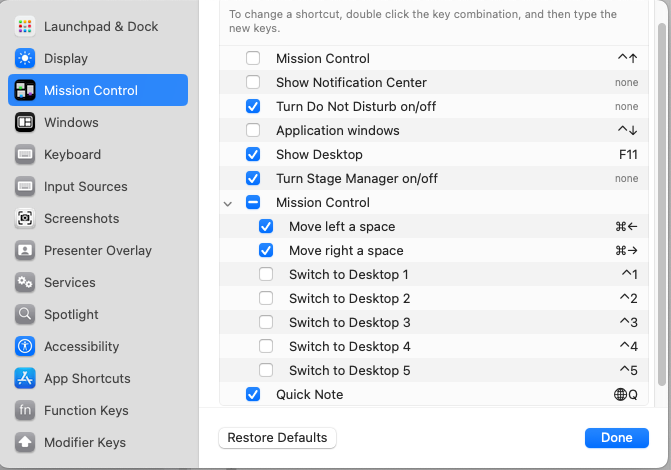 To change a shortcut, double click the key combination, and then type the
new keys.
Launchpad & Dock
Display
Mission Control
Windows
Keyboard
Input Sources
Screenshots
Presenter Overlay
Services
Spotlight
Accessibility
App Shortcuts
fn Function Keys
Modifier Keys
Mission Control ^↑
Show Notification Center none
Turn Do Not Disturb on/off none
Application windows ^↓
Show Desktop F11
Turn Stage Manager on/off none
Mission Control
Move left a space ⌘←
Move right a space ⌘→
Switch to Desktop 1 ^1
Switch to Desktop 2 ^2
Switch to Desktop 3 ^3
Switch to Desktop 4 ^4
Switch to Desktop 5 ^5
Quick Note 🌐Q
Restore Defaults
Done